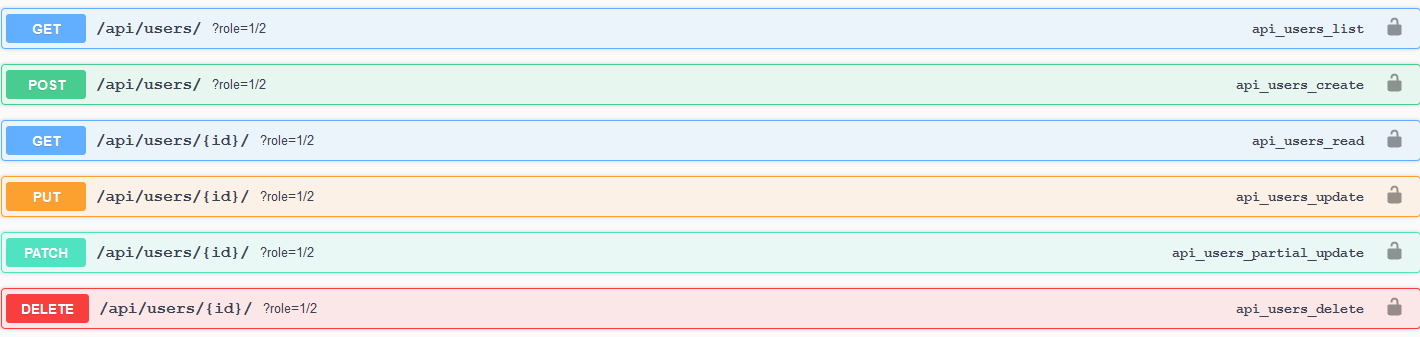 GET /api/users/ ?role=1/2 api_users_list
POST /api/users/ ?role=1/2 api_users_create
GET /api/users/{id}/ ?role=1/2 api_users_read
PUT /api/users/{id}/ ?role=1/2 api_users_update
PATCH /api/users/{id}/ ?role=1/2 api_users_partial_update
DELETE /api/users/{id}/ ?role=1/2 api_users_delete